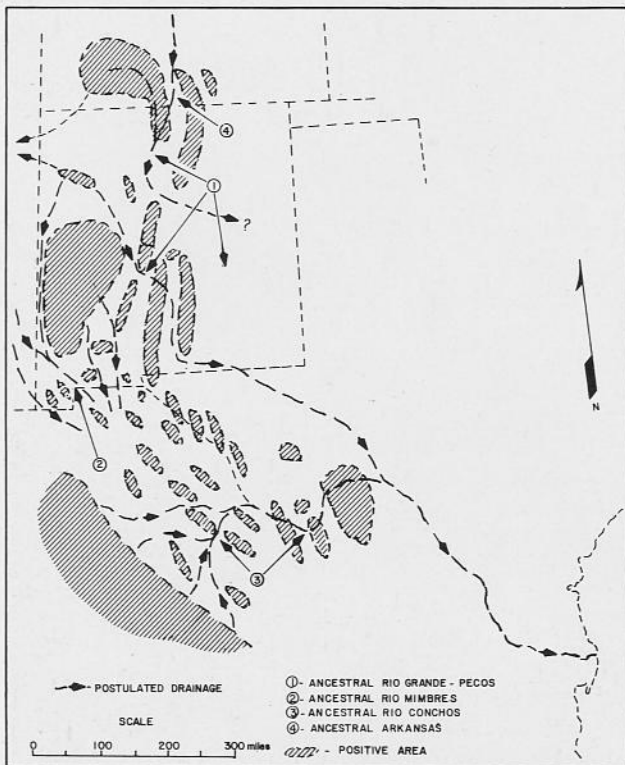 ④
①
?
N
②
③
POSTULATED DRAINAGE
SCALE
0 100 200 300 miles
①- ANCESTRAL RIO GRANDE - PECOS
②- ANCESTRAL RIO MIMBRES
③- ANCESTRAL RIO CONCHOS
④- ANCESTRAL ARKANSAS
- POSITIVE AREA